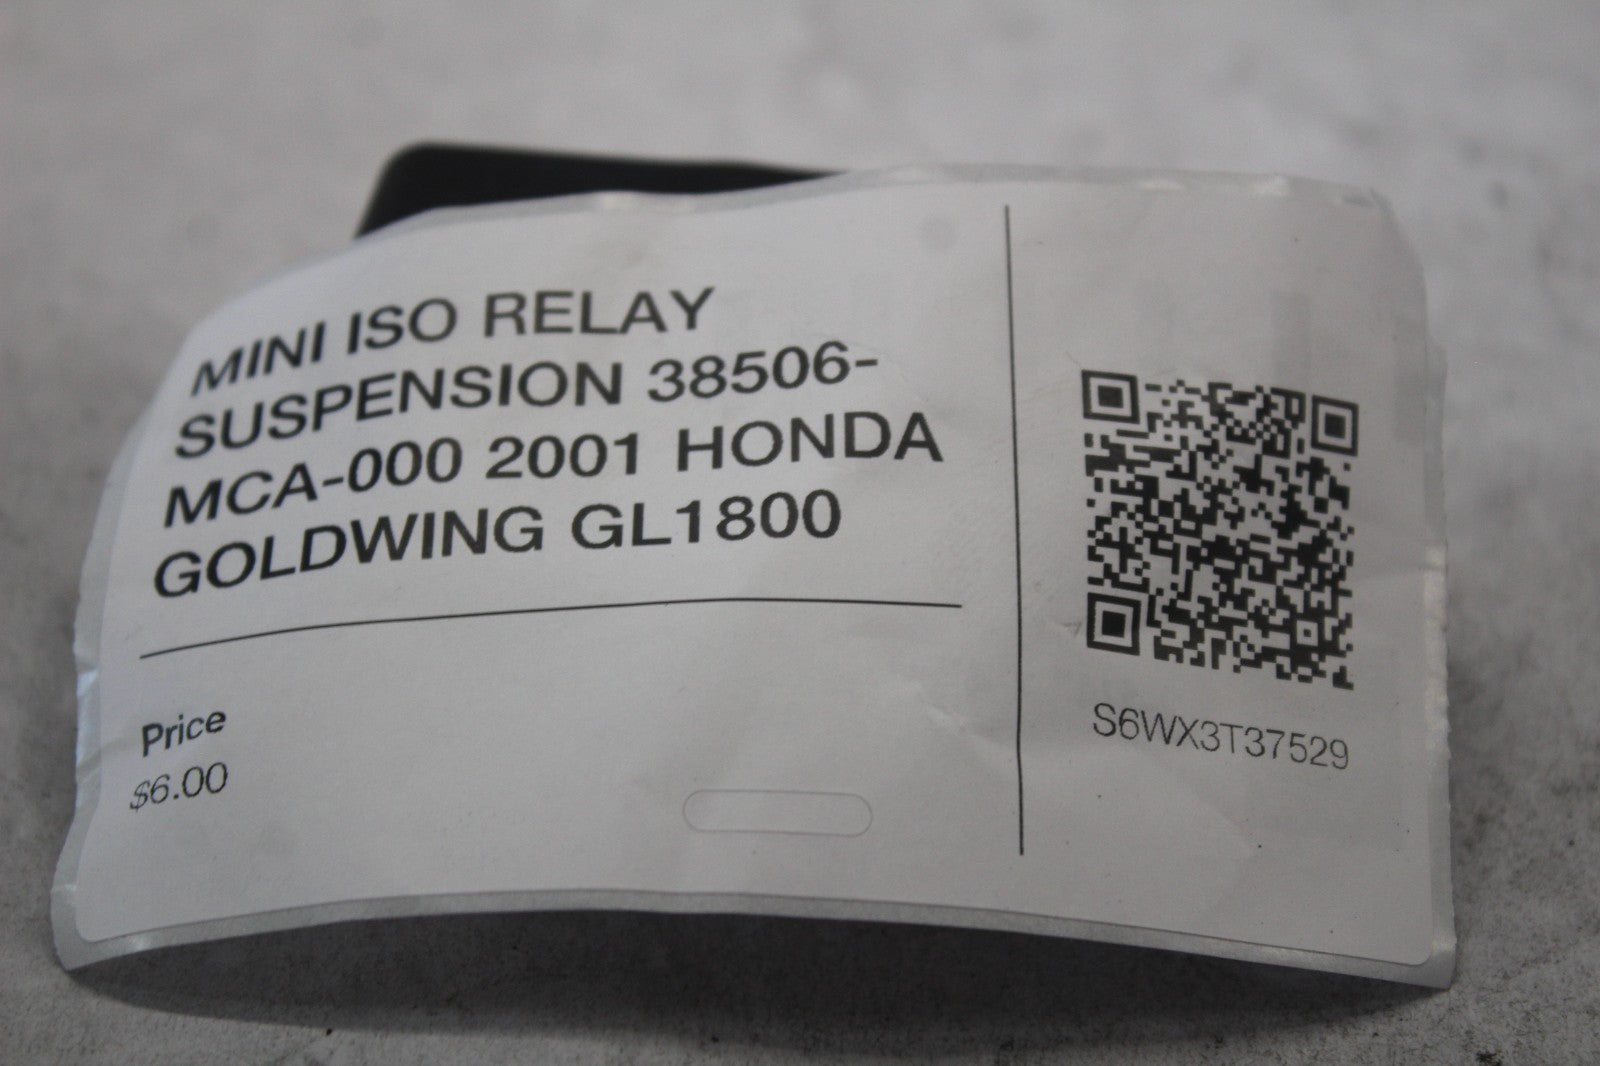 MINI ISO RELAY
SUSPENSION 38506-
MCA-000 2001 HONDA
GOLDWING GL1800
Price
$6.00
S6WX3T37529